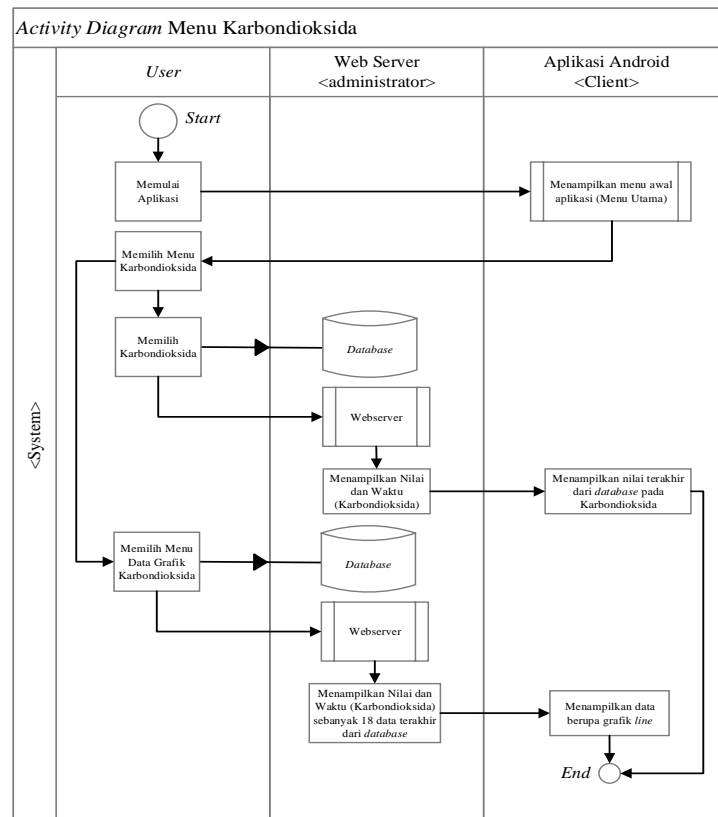 Activity Diagram Menu Karbondioksida
<System>
User
Web Server
<administrator>
Aplikasi Android
<Client>
Start
Memulai
Aplikasi
Menampilkan menu awal
aplikasi (Menu Utama)
Memilih Menu
Karbondioksida
Memilih
Karbondioksida
Database
Webserver
Menampilkan Nilai
dan Waktu
(Karbondioksida)
Menampilkan nilai terakhir
dari database pada
Karbondioksida
Memilih Menu
Data Grafik
Karbondioksida
Database
Webserver
Menampilkan Nilai dan
Waktu (Karbondioksida)
sebanyak 18 data terakhir
dari database
Menampilkan data
berupa grafik line
End